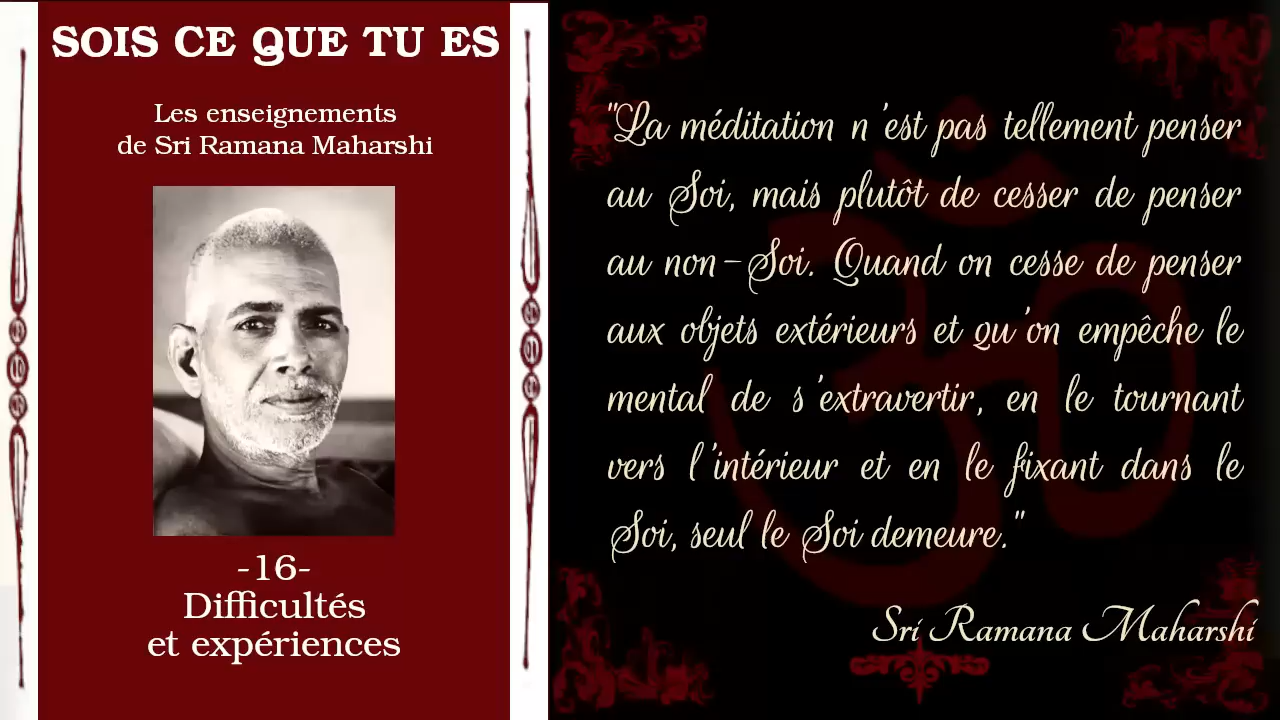 SOIS CE QUE TU ES
Les enseignements
de Sri Ramana Maharshi
-16-
Difficultés
et expériences
"La méditation n'est pas tellement penser
au Soi, mais plutôt de cesser de penser
au non-Soi. Quand on cesse de penser
aux objets extérieurs et qu'on empêche le
mental de s'extravertir, en le tournant
vers l'intérieur et en le fixant dans le
Soi, seul le Soi demeure."
Sri Ramana Maharshi
ॐ